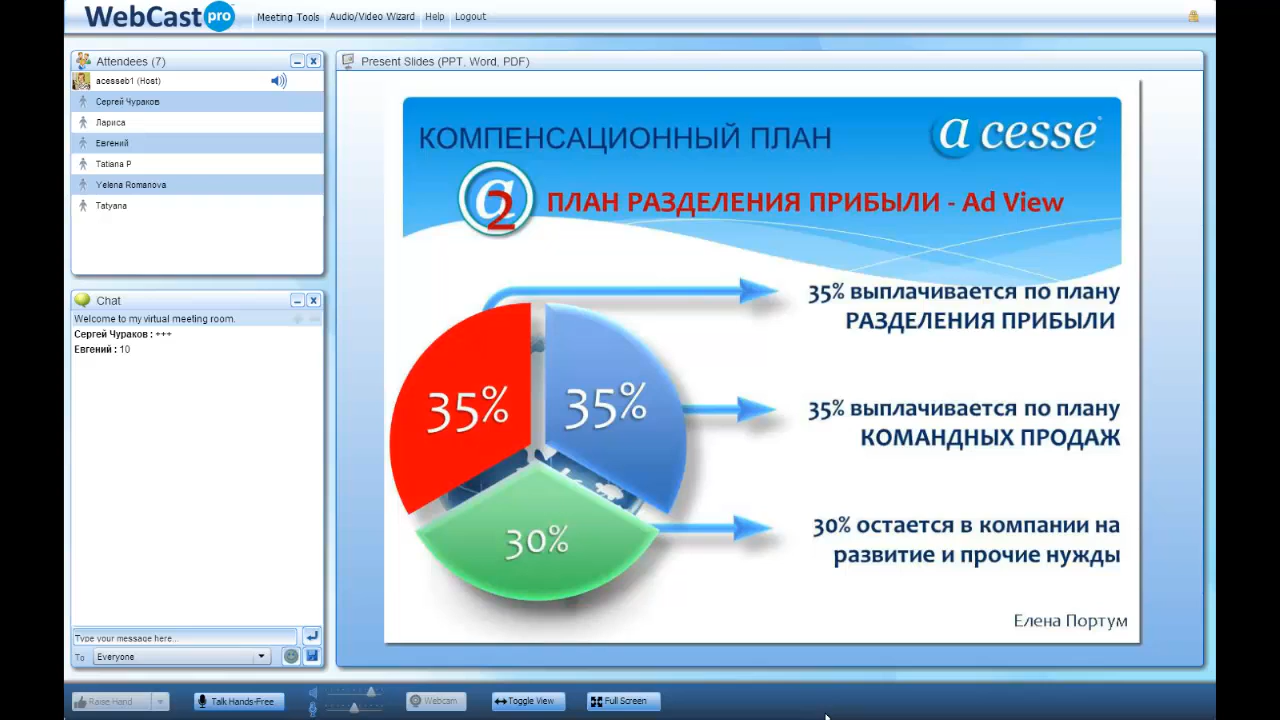 WebCast pro
Meeting Tools Audio/Video Wizard Help Logout
Attendees (7)
acesseb1 (Host)
Сергей Чураков
Лариса
Евгений
Tatiana P
Yelena Romanova
Tatyana
Chat
Welcome to my virtual meeting room.
Сергей Чураков : +++
Евгений : 10
Type your message here...
To Everyone
Present Slides (PPT, Word, PDF)
КОМПЕНСАЦИОННЫЙ ПЛАН
acesse
a 2 ПЛАН РАЗДЕЛЕНИЯ ПРИБЫЛИ - Ad View
35% выплачивается по плану
РАЗДЕЛЕНИЯ ПРИБЫЛИ
35% 35%
35% выплачивается по плану
КОМАНДНЫХ ПРОДАЖ
30%
30% остается в компании на
развитие и прочие нужды
Елена Портум
Raise Hand Talk Hands-Free Webcam Toggle View Full Screen